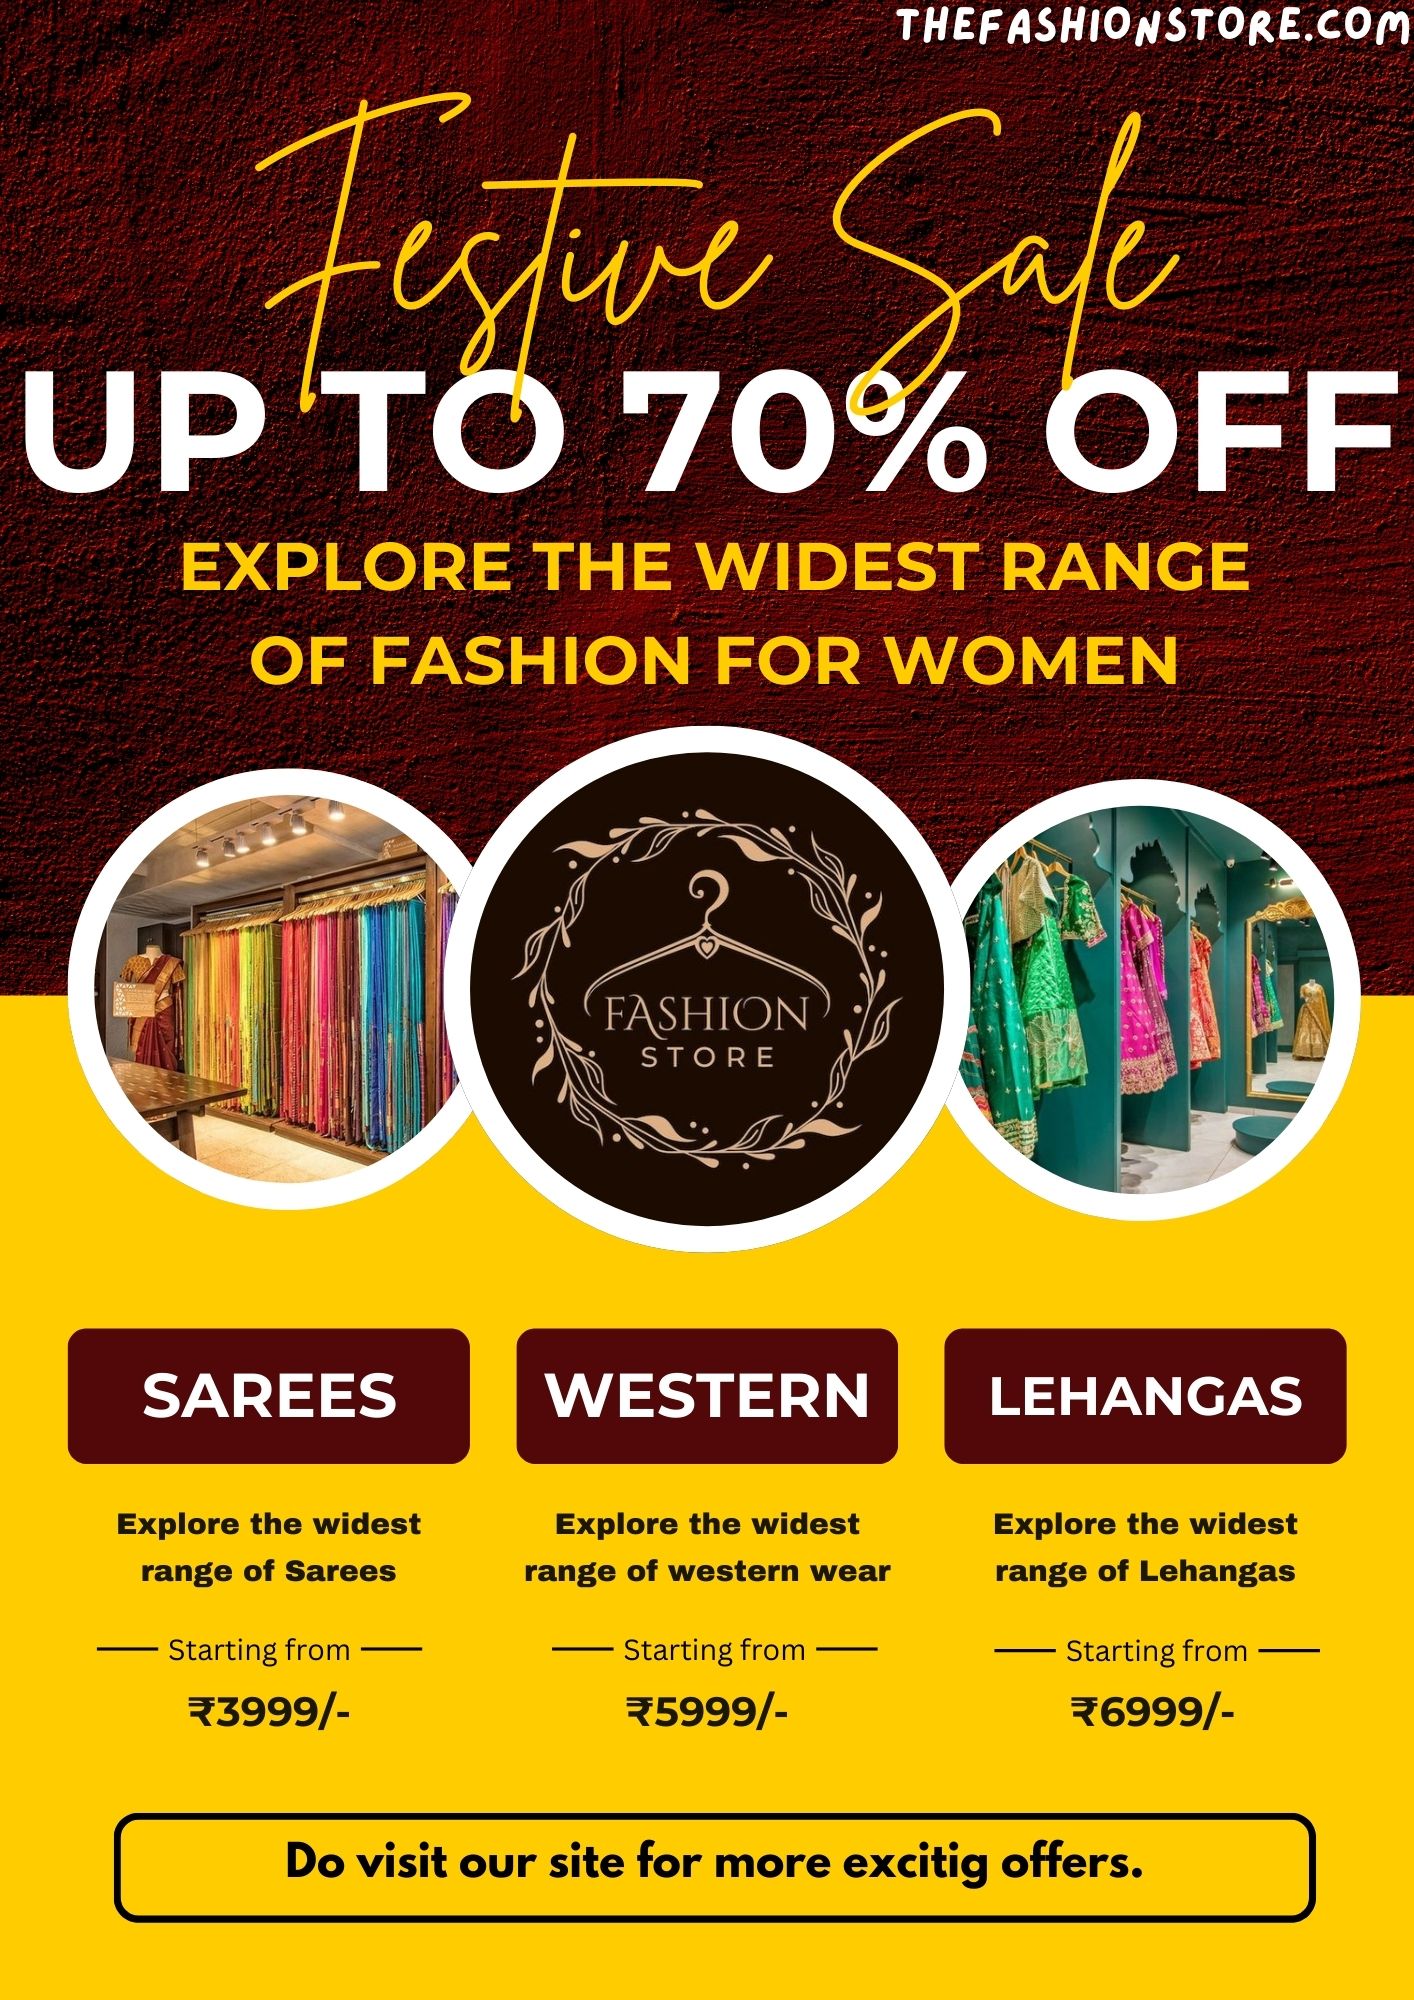 THEFASHIONSTORE.COM
Festive Sale
UP TO 70% OFF
EXPLORE THE WIDEST RANGE
OF FASHION FOR WOMEN
FASHION
STORE
SAREES
WESTERN
LEHANGAS
Explore the widest
range of Sarees
Explore the widest
range of western wear
Explore the widest
range of Lehangas
Starting from
₹3999/-
Starting from
₹5999/-
Starting from
₹6999/-
Do visit our site for more excitig offers.